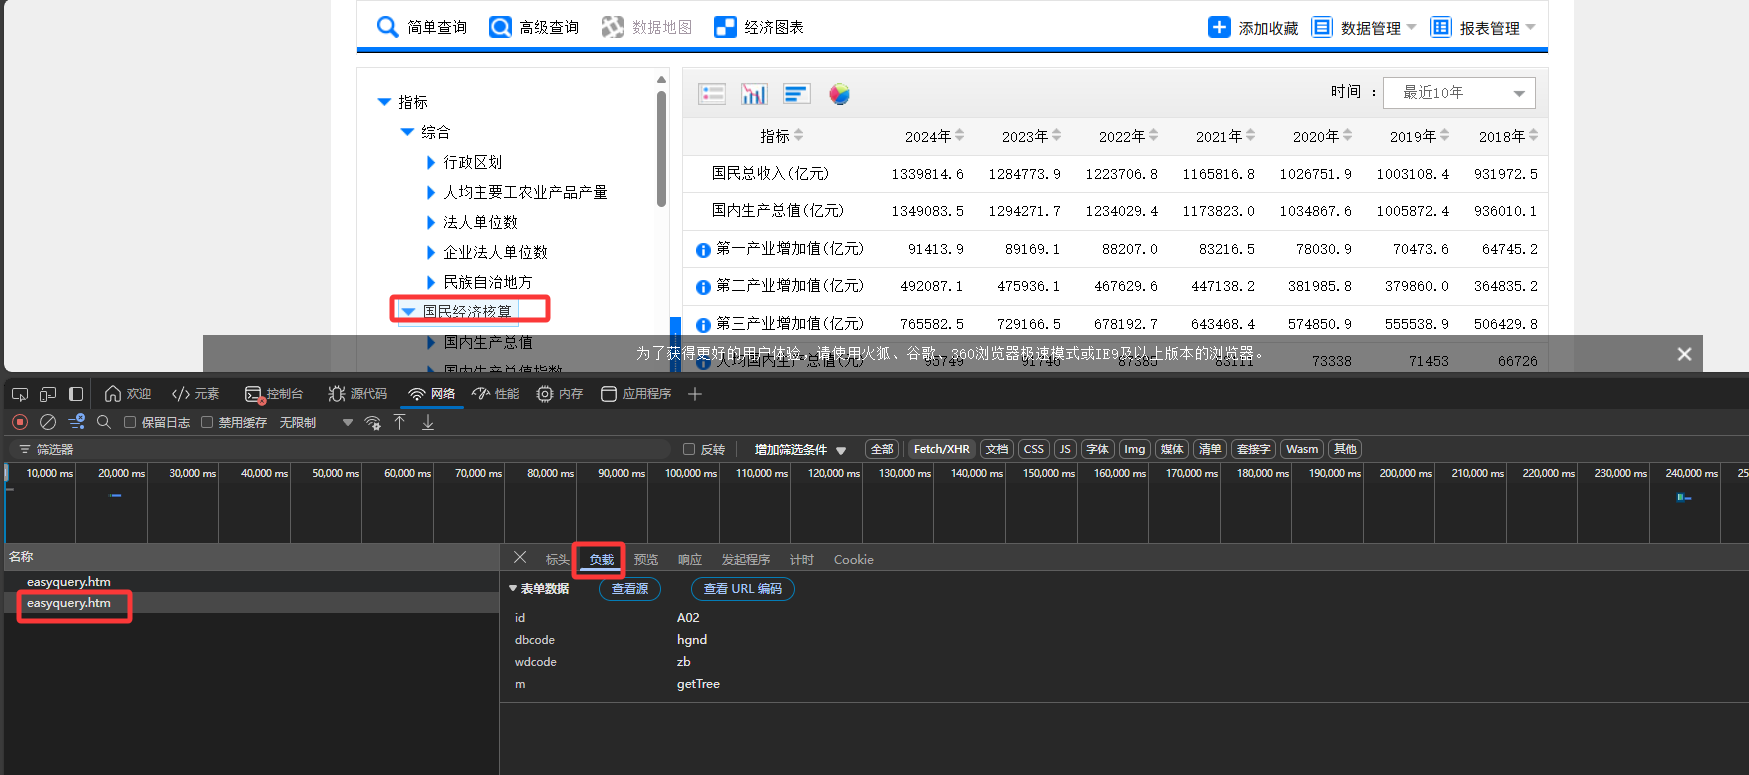 简单查询 高级查询 数据地图 经济图表 添加收藏 数据管理 报表管理
指标
综合
行政区划
人均主要工农业产品产量
法人单位数
企业法人单位数
民族自治地方
国民经济核算
国内生产总值
国内生产总值指数
时间 : 最近10年
指标 2024年 2023年 2022年 2021年 2020年 2019年 2018年
国民总收入(亿元) 1339814.6 1284773.9 1223706.8 1165816.8 1026751.9 1003108.4 931972.5
国内生产总值(亿元) 1349083.5 1294271.7 1234029.4 1173823.0 1034867.6 1005872.4 936010.1
第一产业增加值(亿元) 91413.9 89169.1 88207.0 83216.5 78030.9 70473.6 64745.2
第二产业增加值(亿元) 492087.1 475936.1 467629.6 447138.2 381985.8 379860.0 364835.2
第三产业增加值(亿元) 765582.5 729166.5 678192.7 643468.4 574850.9 555538.9 506429.8
人均国内生产总值(元) 95749 91746 87385 83111 73338 71453 66726
为了获得更好的用户体验，请使用火狐、谷歌、360浏览器极速模式或IE9及以上版本的浏览器。
欢迎 元素 控制台 源代码 网络 性能 内存 应用程序
保留日志 禁用缓存 无限制
筛选器 反转 增加筛选条件 全部 Fetch/XHR 文档 CSS JS 字体 Img 媒体 清单 套接字 Wasm 其他
10,000 ms 20,000 ms 30,000 ms 40,000 ms 50,000 ms 60,000 ms 70,000 ms 80,000 ms 90,000 ms 100,000 ms 110,000 ms 120,000 ms 130,000 ms 140,000 ms 150,000 ms 160,000 ms 170,000 ms 180,000 ms 190,000 ms 200,000 ms 210,000 ms 220,000 ms 230,000 ms 240,000 ms 25
名称
easyquery.htm
easyquery.htm
标头 负载 预览 响应 发起程序 计时 Cookie
表单数据 查看源 查看 URL 编码
id A02
dbcode hgnd
wdcode zb
m getTree